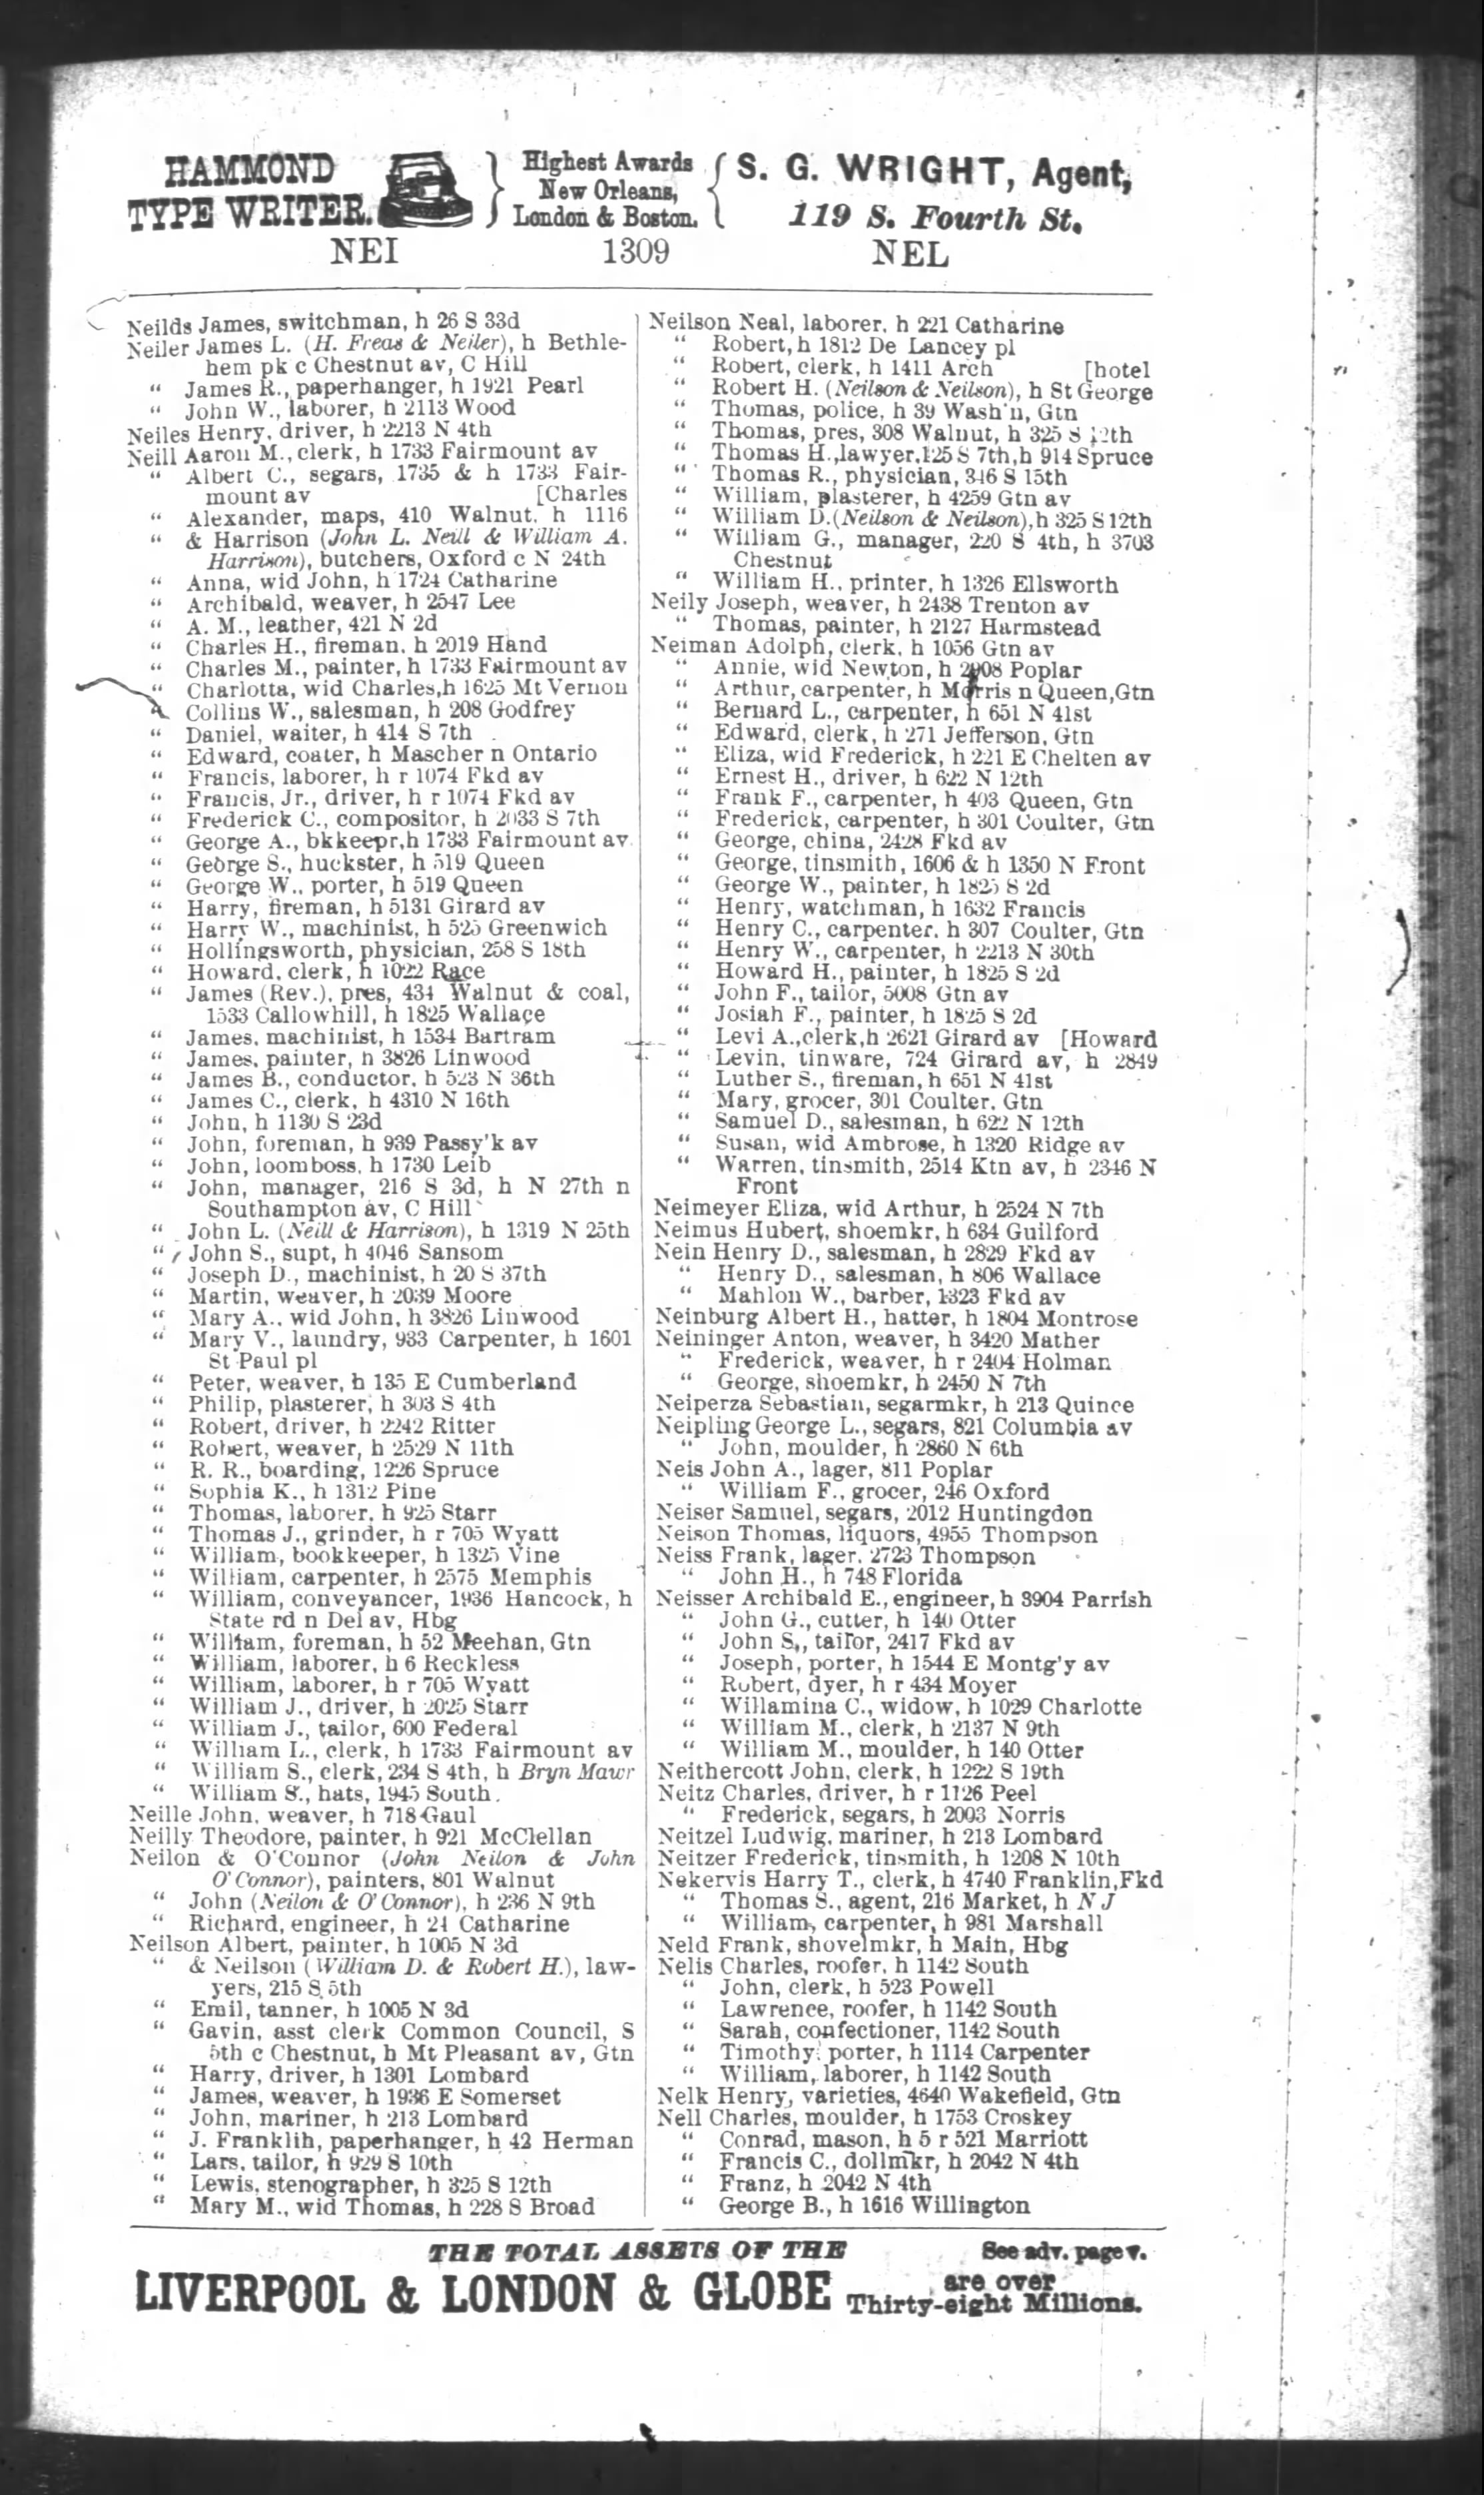 HAMMOND
TYPE WRITER.
Highest Awards
New Orleans,
London & Boston.
S. G. WRIGHT, Agent,
119 S. Fourth St.
NEI 1309 NEL
Neilds James, switchman, h 26 S 33d
Neiler James L. (H. Freas & Neiler), h Bethle-
hem pk c Chestnut av, C Hill
" James R., paperhanger, h 1921 Pearl
" John W., laborer, h 2113 Wood
Neiles Henry, driver, h 2213 N 4th
Neill Aaron M., clerk, h 1733 Fairmount av
" Albert C., segars, 1735 & h 1733 Fair-
mount av [Charles
" Alexander, maps, 410 Walnut, h 1116
" & Harrison (John L. Neill & William A.
Harrison), butchers, Oxford c N 24th
" Anna, wid John, h 1724 Catharine
" Archibald, weaver, h 2547 Lee
" A. M., leather, 421 N 2d
" Charles H., fireman, h 2019 Hand
" Charles M., painter, h 1733 Fairmount av
" Charlotta, wid Charles, h 1625 Mt Vernon
" Collins W., salesman, h 208 Godfrey
" Daniel, waiter, h 414 S 7th
" Edward, coater, h Mascher n Ontario
" Francis, laborer, h r 1074 Fkd av
" Francis, Jr., driver, h r 1074 Fkd av
" Frederick C., compositor, h 2033 S 7th
" George A., bkkeepr, h 1733 Fairmount av
" George S., huckster, h 519 Queen
" George W., porter, h 519 Queen
" Harry, fireman, h 5131 Girard av
" Harry W., machinist, h 525 Greenwich
" Hollingsworth, physician, 258 S 18th
" Howard, clerk, h 1022 Race
" James (Rev.), pres, 434 Walnut & coal,
1533 Callowhill, h 1825 Wallace
" James, machinist, h 1534 Bartram
" James, painter, h 3826 Linwood
" James B., conductor, h 523 N 36th
" James C., clerk, h 4310 N 16th
" John, h 1130 S 23d
" John, foreman, h 939 Passy'k av
" John, loomboss, h 1730 Leib
" John, manager, 216 S 3d, h N 27th n
Southampton av, C Hill
" John L. (Neill & Harrison), h 1319 N 25th
" John S., supt, h 4046 Sansom
" Joseph D., machinist, h 20 S 37th
" Martin, weaver, h 2039 Moore
" Mary A., wid John, h 3826 Linwood
" Mary V., laundry, 933 Carpenter, h 1601
St Paul pl
" Peter, weaver, h 135 E Cumberland
" Philip, plasterer, h 303 S 4th
" Robert, driver, h 2242 Ritter
" Robert, weaver, h 2529 N 11th
" R. R., boarding, 1226 Spruce
" Sophia K., h 1312 Pine
" Thomas, laborer, h 925 Starr
" Thomas J., grinder, h r 705 Wyatt
" William, bookkeeper, h 1325 Vine
" William, carpenter, h 2575 Memphis
" William, conveyancer, 1936 Hancock, h
State rd n Del av, Hbg
" William, foreman, h 52 Meehan, Gtn
" William, laborer, h 6 Reckless
" William, laborer, h r 705 Wyatt
" William J., driver, h 2025 Starr
" William J., tailor, 600 Federal
" William L., clerk, h 1733 Fairmount av
" William S., clerk, 234 S 4th, h Bryn Mawr
" William S., hats, 1945 South
Neille John, weaver, h 718 Gaul
Neilly Theodore, painter, h 921 McClellan
Neilon & O'Connor (John Neilon & John
O'Connor), painters, 801 Walnut
" John (Neilon & O'Connor), h 236 N 9th
" Richard, engineer, h 24 Catharine
Neilson Albert, painter, h 1005 N 3d
" & Neilson (William D. & Robert H.), law-
yers, 215 S 5th
" Emil, tanner, h 1005 N 3d
" Gavin, asst clerk Common Council, S
5th c Chestnut, h Mt Pleasant av, Gtn
" Harry, driver, h 1301 Lombard
" James, weaver, h 1936 E Somerset
" John, mariner, h 213 Lombard
" J. Franklin, paperhanger, h 42 Herman
" Lars, tailor, h 929 S 10th
" Lewis, stenographer, h 325 S 12th
" Mary M., wid Thomas, h 228 S Broad
Neilson Neal, laborer, h 221 Catharine
" Robert, h 1812 De Lancey pl
" Robert, clerk, h 1411 Arch [hotel
" Robert H. (Neilson & Neilson), h St George
" Thomas, police, h 39 Wash'n, Gtn
" Thomas, pres, 308 Walnut, h 325 S 12th
" Thomas H., lawyer, 125 S 7th, h 914 Spruce
" Thomas R., physician, 346 S 15th
" William, plasterer, h 4259 Gtn av
" William D. (Neilson & Neilson), h 325 S 12th
" William G., manager, 220 S 4th, h 3703
Chestnut
" William H., printer, h 1326 Ellsworth
Neily Joseph, weaver, h 2438 Trenton av
" Thomas, painter, h 2127 Harmstead
Neiman Adolph, clerk, h 1056 Gtn av
" Annie, wid Newton, h 2008 Poplar
" Arthur, carpenter, h Morris n Queen, Gtn
" Bernard L., carpenter, h 651 N 41st
" Edward, clerk, h 271 Jefferson, Gtn
" Eliza, wid Frederick, h 221 E Chelten av
" Ernest H., driver, h 622 N 12th
" Frank F., carpenter, h 403 Queen, Gtn
" Frederick, carpenter, h 301 Coulter, Gtn
" George, china, 2428 Fkd av
" George, tinsmith, 1606 & h 1350 N Front
" George W., painter, h 1825 S 2d
" Henry, watchman, h 1632 Francis
" Henry C., carpenter, h 307 Coulter, Gtn
" Henry W., carpenter, h 2213 N 30th
" Howard H., painter, h 1825 S 2d
" John F., tailor, 5008 Gtn av
" Josiah F., painter, h 1825 S 2d
" Levi A., clerk, h 2621 Girard av [Howard
" Levin, tinware, 724 Girard av, h 2849
" Luther S., fireman, h 651 N 41st
" Mary, grocer, 301 Coulter, Gtn
" Samuel D., salesman, h 622 N 12th
" Susan, wid Ambrose, h 1320 Ridge av
" Warren, tinsmith, 2514 Ktn av, h 2346 N
Front
Neimeyer Eliza, wid Arthur, h 2524 N 7th
Neimus Hubert, shoemkr, h 634 Guilford
Nein Henry D., salesman, h 2829 Fkd av
" Henry D., salesman, h 806 Wallace
" Mahlon W., barber, 1323 Fkd av
Neinburg Albert H., hatter, h 1804 Montrose
Neininger Anton, weaver, h 3420 Mather
" Frederick, weaver, h r 2404 Holman
" George, shoemkr, h 2450 N 7th
Neiperza Sebastian, segarmkr, h 213 Quince
Neipling George L., segars, 821 Columbia av
" John, moulder, h 2860 N 6th
Neis John A., lager, 811 Poplar
" William F., grocer, 246 Oxford
Neiser Samuel, segars, 2012 Huntingdon
Neison Thomas, liquors, 4955 Thompson
Neiss Frank, lager, 2723 Thompson
" John H., h 748 Florida
Neisser Archibald E., engineer, h 3904 Parrish
" John G., cutter, h 140 Otter
" John S., tailor, 2417 Fkd av
" Joseph, porter, h 1544 E Montg'y av
" Robert, dyer, h r 434 Moyer
" Willamina C., widow, h 1029 Charlotte
" William M., clerk, h 2137 N 9th
" William M., moulder, h 140 Otter
Neithercott John, clerk, h 1222 S 19th
Neitz Charles, driver, h r 1126 Peel
" Frederick, segars, h 2003 Norris
Neitzel Ludwig, mariner, h 213 Lombard
Neitzer Frederick, tinsmith, h 1208 N 10th
Nekervis Harry T., clerk, h 4740 Franklin, Fkd
" Thomas S., agent, 216 Market, h N J
" William, carpenter, h 981 Marshall
Neld Frank, shovelmkr, h Main, Hbg
Nelis Charles, roofer, h 1142 South
" John, clerk, h 523 Powell
" Lawrence, roofer, h 1142 South
" Sarah, confectioner, 1142 South
" Timothy, porter, h 1114 Carpenter
" William, laborer, h 1142 South
Nelk Henry, varieties, 4640 Wakefield, Gtn
Nell Charles, moulder, h 1753 Croskey
" Conrad, mason, h 5 r 521 Marriott
" Francis C., dollmkr, h 2042 N 4th
" Franz, h 2042 N 4th
" George B., h 1616 Willington
THE TOTAL ASSETS OF THE See adv. page v.
LIVERPOOL & LONDON & GLOBE are over
Thirty-eight Millions.